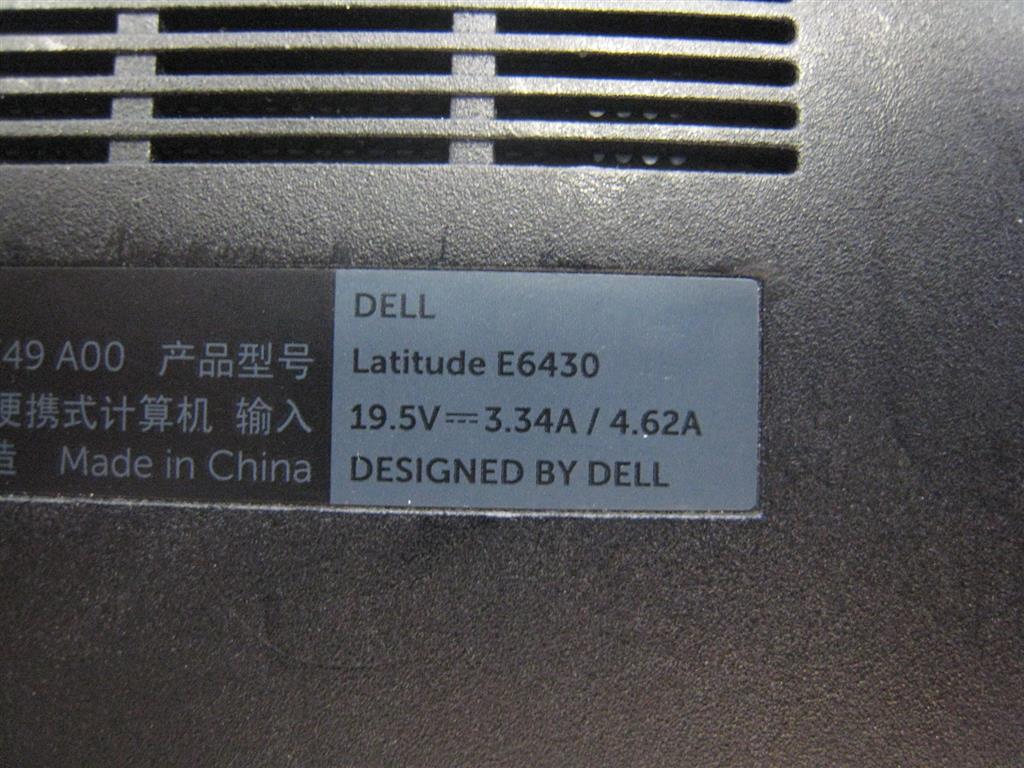 DELL
49 A00 产品型号 Latitude E6430
便携式计算机 输入 19.5V⎓3.34A / 4.62A
造 Made in China DESIGNED BY DELL